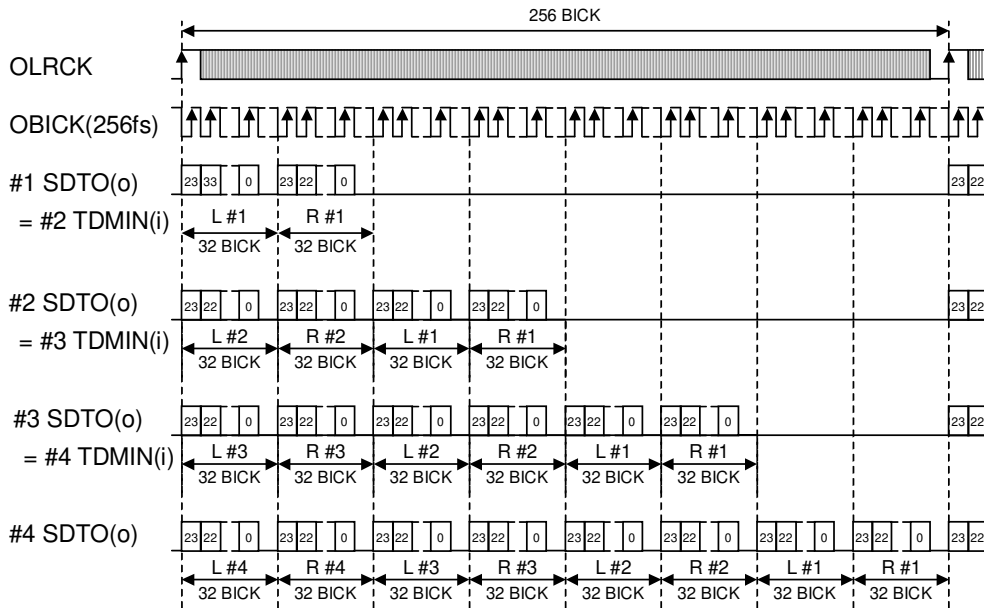 256 BICK
OLRCK
OBICK(256fs)
#1 SDTO(o) 23 33 0 23 22 0 23 22
= #2 TDMIN(i) L #1 R #1
32 BICK 32 BICK
#2 SDTO(o) 23 22 0 23 22 0 23 22 0 23 22 0 23 22
= #3 TDMIN(i) L #2 R #2 L #1 R #1
32 BICK 32 BICK 32 BICK 32 BICK
#3 SDTO(o) 23 22 0 23 22 0 23 22 0 23 22 0 23 22 0 23 22 0 23 22
= #4 TDMIN(i) L #3 R #3 L #2 R #2 L #1 R #1
32 BICK 32 BICK 32 BICK 32 BICK 32 BICK 32 BICK
#4 SDTO(o) 23 22 0 23 22 0 23 22 0 23 22 0 23 22 0 23 22 0 23 22 0 23 22 0 23 22
L #4 R #4 L #3 R #3 L #2 R #2 L #1 R #1
32 BICK 32 BICK 32 BICK 32 BICK 32 BICK 32 BICK 32 BICK 32 BICK